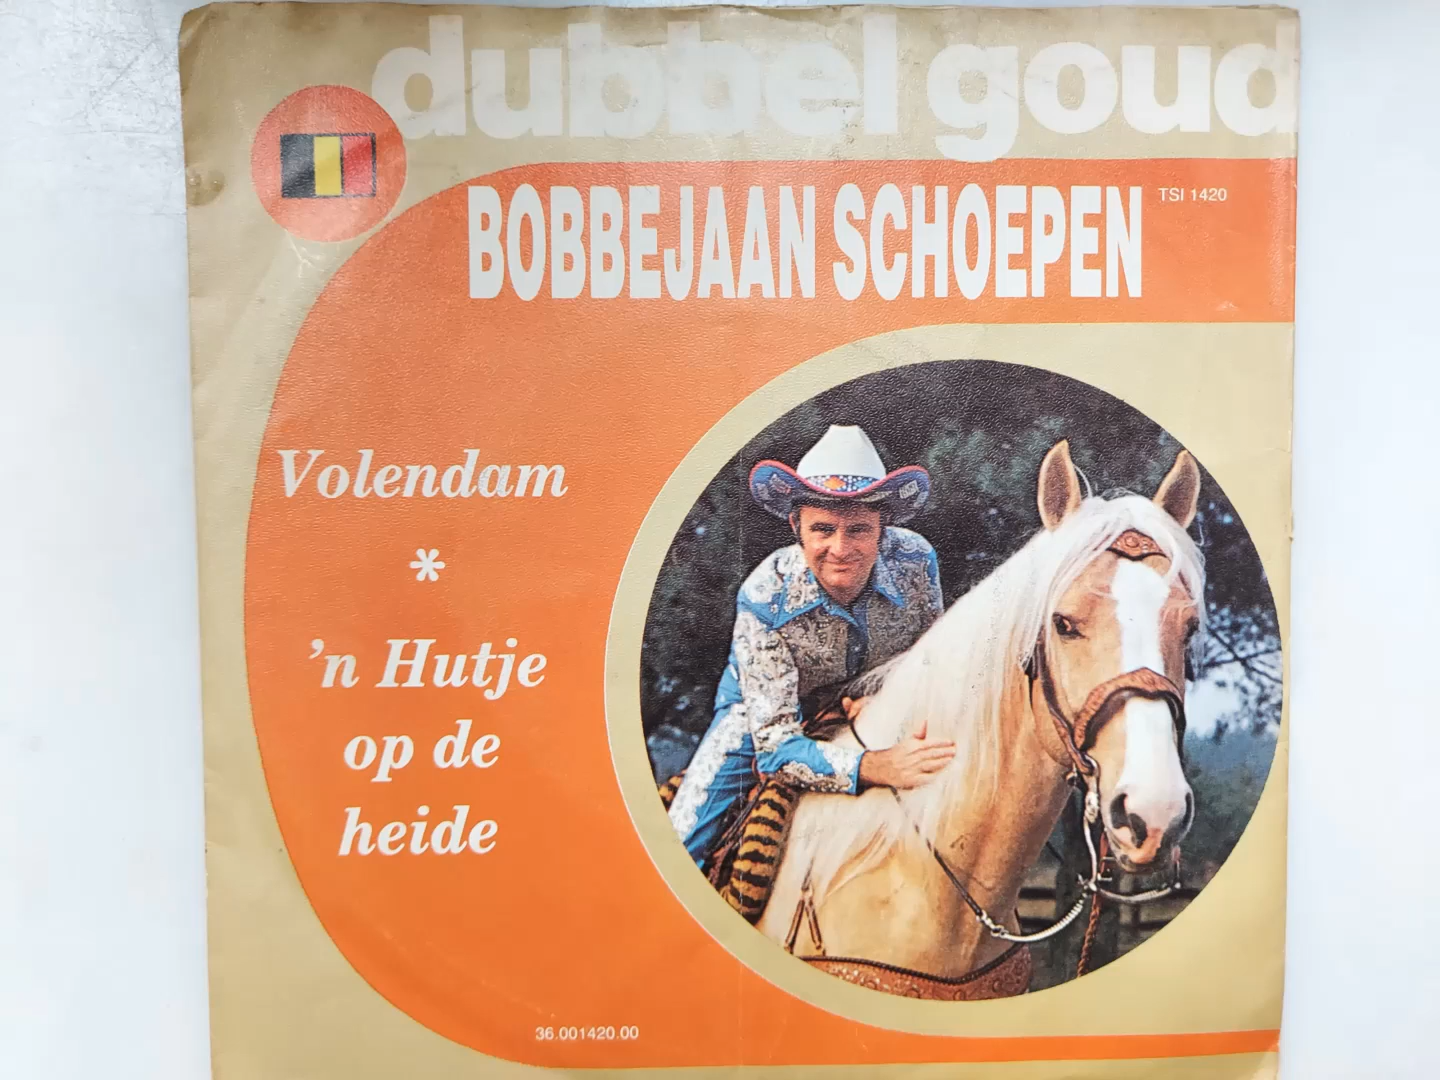 dubbel goud
BOBBEJAAN SCHOEPEN
TSI 1420
Volendam
*
’n Hutje
op de
heide
36.001420.00